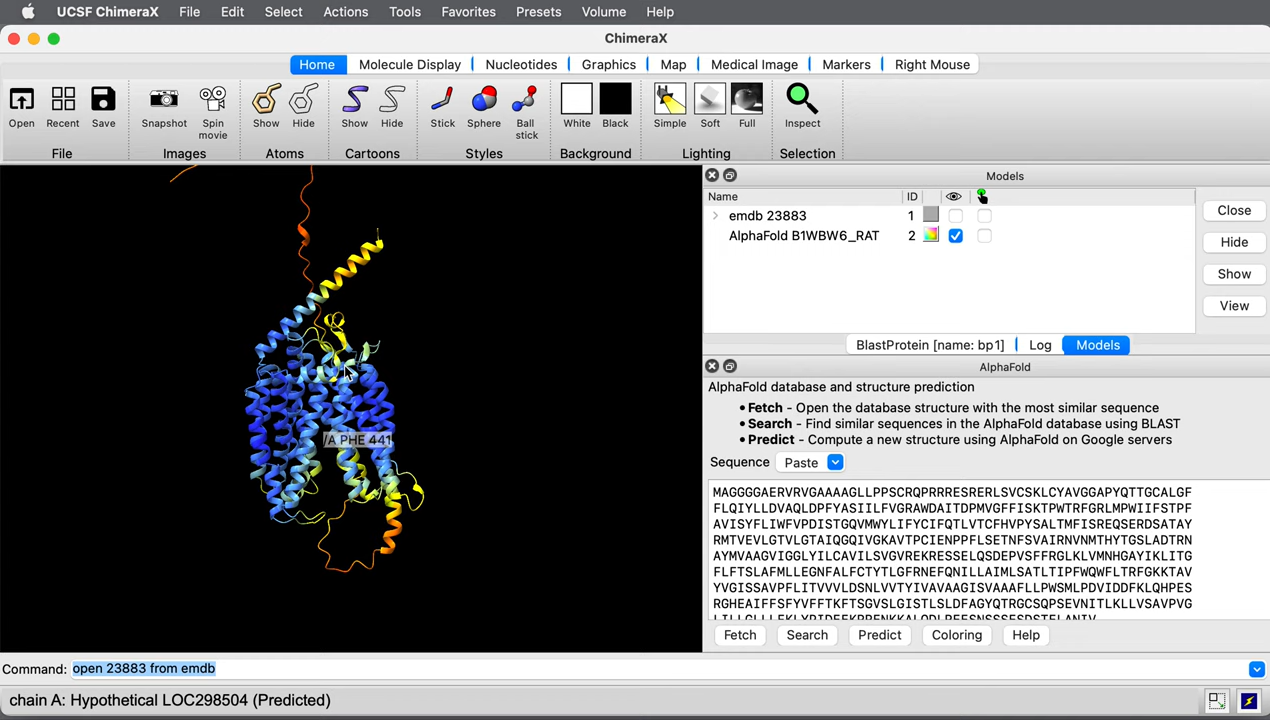 UCSF ChimeraX File Edit Select Actions Tools Favorites Presets Volume Help
ChimeraX
Home Molecule Display Nucleotides Graphics Map Medical Image Markers Right Mouse
Open Recent Save Snapshot Spin movie Show Hide Show Hide Stick Sphere Ball stick White Black Simple Soft Full Inspect
File Images Atoms Cartoons Styles Background Lighting Selection
Models
Name ID
emdb 23883 1
AlphaFold B1WBW6_RAT 2
Close
Hide
Show
View
BlastProtein [name: bp1] Log Models
AlphaFold
AlphaFold database and structure prediction
• Fetch - Open the database structure with the most similar sequence
• Search - Find similar sequences in the AlphaFold database using BLAST
• Predict - Compute a new structure using AlphaFold on Google servers
Sequence Paste
/A PHE 441
MAGGGGAERVRVGAAAAGLLPPSCRQPRRRESRERLSVCSKLCYAVGGAPYQTTGCALGF
FLQIYLLDVAQLDPFYASIILFVGRAWDAITDPMVGFFISKTPWTRFGRLMPWIIFSTPF
AVISYFLIWFVPDISTGQVMWYLIFYCIFQTLVTCFHVPYSALTMFISREQSERDSATAY
RMTVEVLGTVLGTAIQGQIVGKAVTPCIENPPFLSETNFSVAIRNVNMTHYTGSLADTRN
AYMVAAGVIGGLYILCAVILSVGVREKRESSELQSDEPVSFFRGLKLVMNHGAYIKLITG
FLFTSLAFMLLEGNFALFCTYTLGFRNEFQNILLAIMLSATLTIPFWQWFLTRFGKKTAV
YVGISSAVPFLITVVVLDSNLVVTYIVAVAAGISVAAAFLLPWSMLPDVIDDFKLQHPES
RGHEAIFFSFYVFFTKFTSGVSLGISTLSLDFAGYQTRGCSQPSEVNITLKLLVSAVPVG
Fetch Search Predict Coloring Help
Command: open 23883 from emdb
chain A: Hypothetical LOC298504 (Predicted)